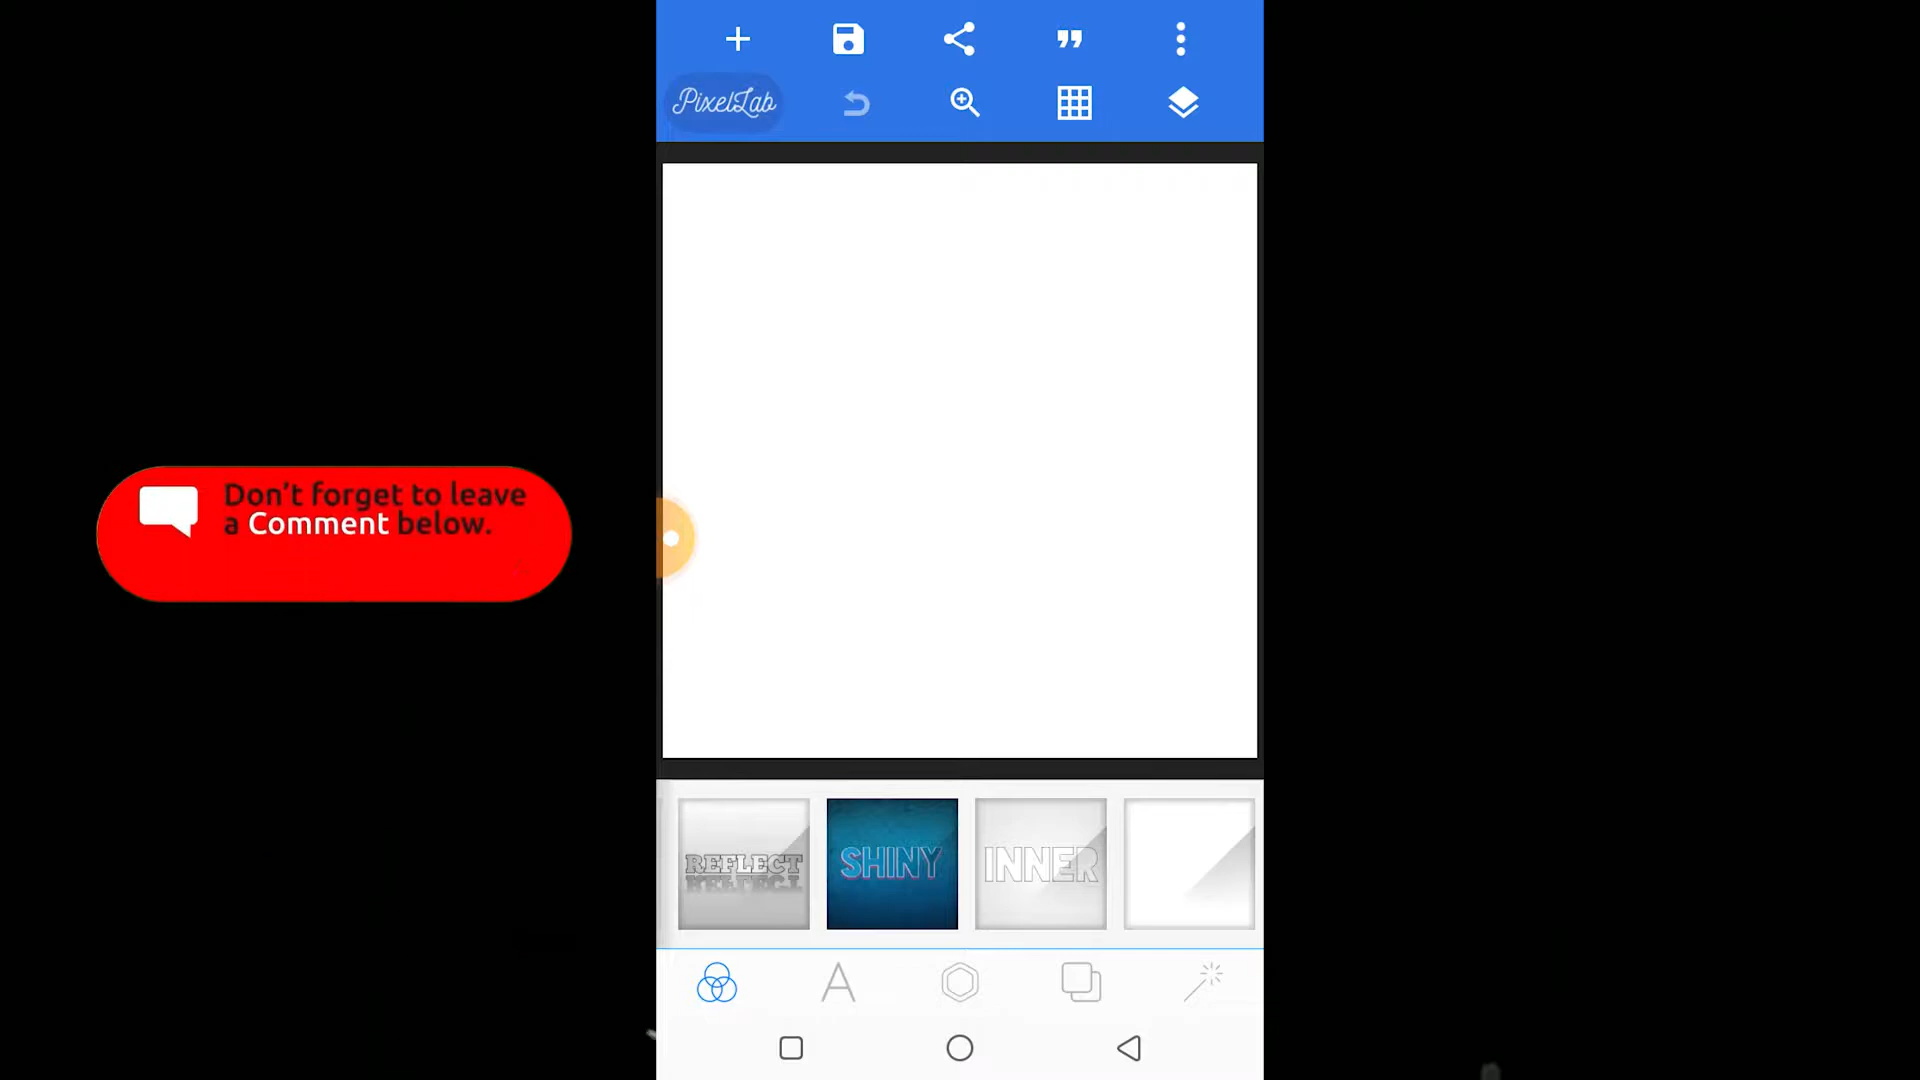 PixelLab
Don't forget to leave
a Comment below.
REFLECT
SHINY
INNER